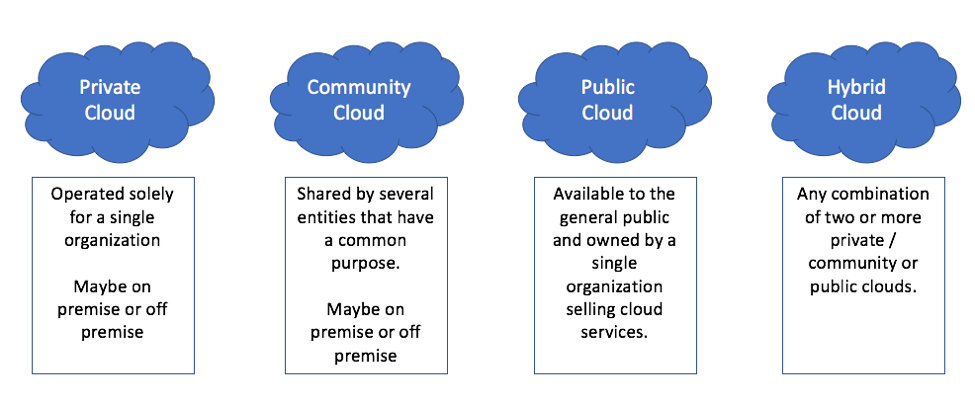 Private
Cloud
Community
Cloud
Public
Cloud
Hybrid
Cloud
Operated solely
for a single
organization
Maybe on
premise or off
premise
Shared by several
entities that have
a common
purpose.
Maybe on
premise or off
premise
Available to the
general public
and owned by a
single
organization
selling cloud
services.
Any combination
of two or more
private /
community or
public clouds.